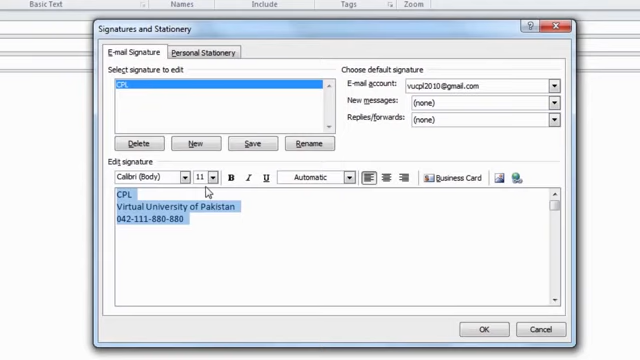 Basic Text
Names
Include
Tags
Zoom
Signatures and Stationery
E-mail Signature
Personal Stationery
Select signature to edit
Choose default signature
CPL
E-mail account:
vucpl2010@gmail.com
New messages:
(none)
Replies/forwards:
(none)
Delete
New
Save
Rename
Edit signature
Calibri (Body)
11
B
I
U
Automatic
Business Card
CPL
Virtual University of Pakistan
042-111-880-880
OK
Cancel